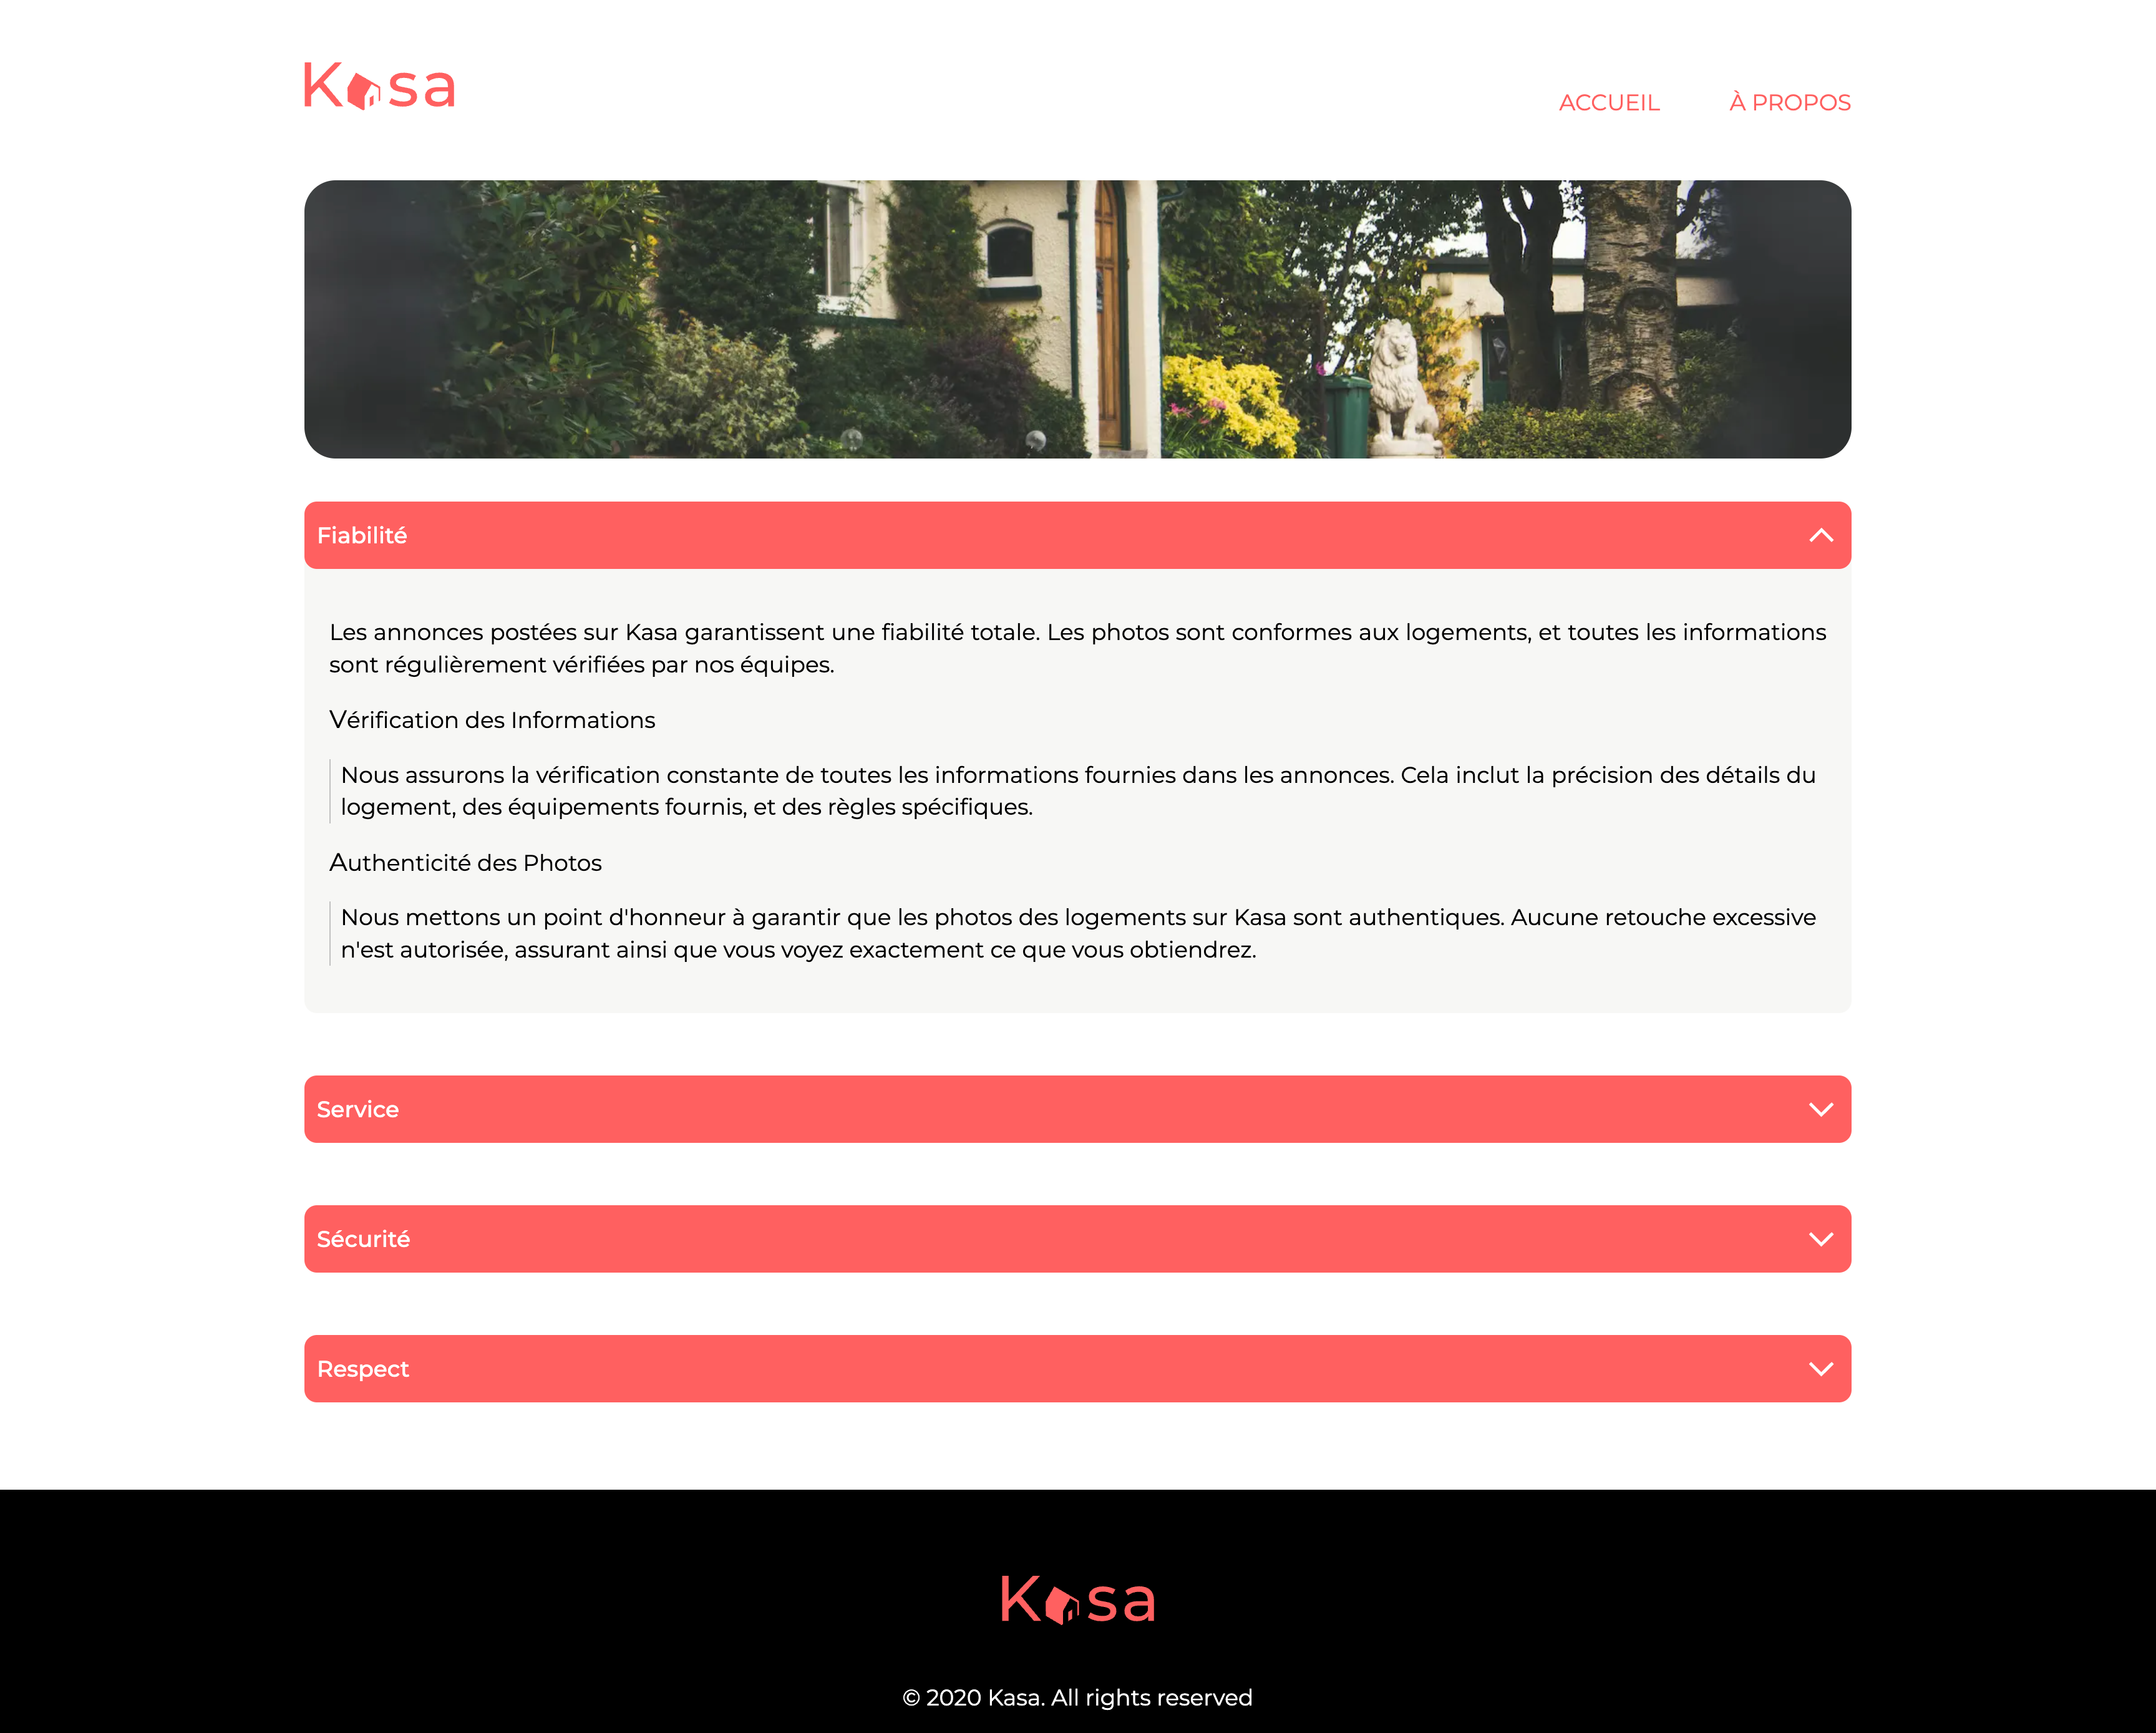 Kasa
ACCUEIL
À PROPOS
Fiabilité
Les annonces postées sur Kasa garantissent une fiabilité totale. Les photos sont conformes aux logements, et toutes les informations
sont régulièrement vérifiées par nos équipes.
Vérification des Informations
Nous assurons la vérification constante de toutes les informations fournies dans les annonces. Cela inclut la précision des détails du
logement, des équipements fournis, et des règles spécifiques.
Authenticité des Photos
Nous mettons un point d'honneur à garantir que les photos des logements sur Kasa sont authentiques. Aucune retouche excessive
n'est autorisée, assurant ainsi que vous voyez exactement ce que vous obtiendrez.
Service
Sécurité
Respect
Kasa
© 2020 Kasa. All rights reserved